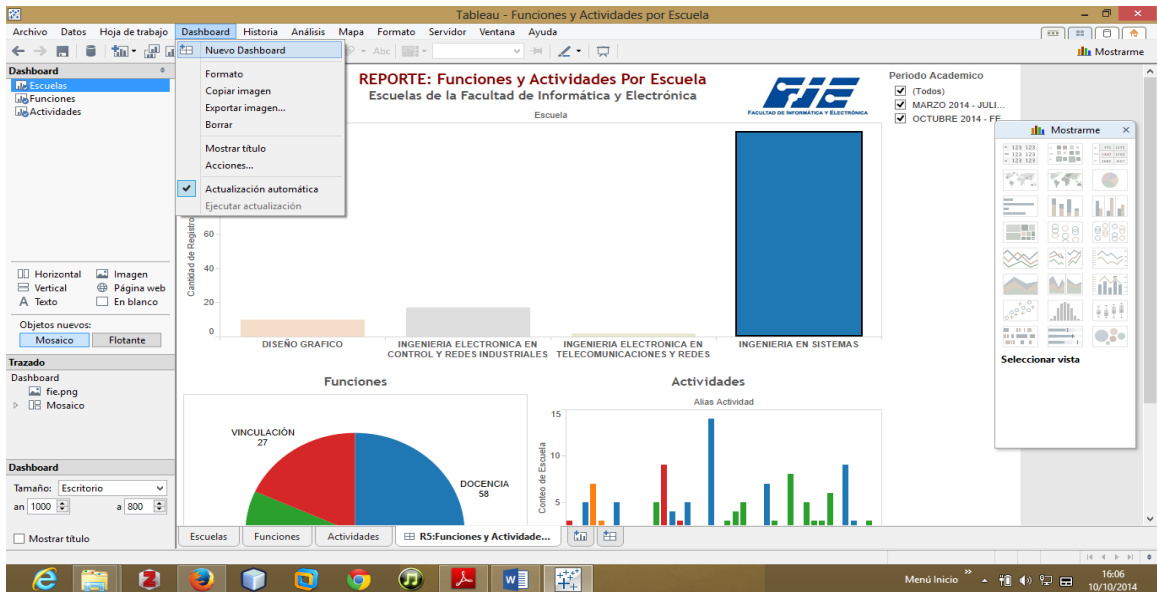 Tableau - Funciones y Actividades por Escuela
Archivo Datos Hoja de trabajo Dashboard Historia Análisis Mapa Formato Servidor Ventana Ayuda
Abc
Mostrarme
Dashboard
Escuelas
Funciones
Actividades
Nuevo Dashboard
Formato
Copiar imagen
Exportar imagen...
Borrar
Mostrar título
Acciones...
Actualización automática
Ejecutar actualización
REPORTE: Funciones y Actividades Por Escuela
Escuelas de la Facultad de Informática y Electrónica
Escuela
FACULTAD DE INFORMÁTICA Y ELECTRÓNICA
Periodo Academico
(Todos)
MARZO 2014 - JULI...
OCTUBRE 2014 - FE
Mostrarme
Seleccionar vista
Cantidad de Registro
60
40
20
0
DISEÑO GRAFICO
INGENIERIA ELECTRONICA EN CONTROL Y REDES INDUSTRIALES
INGENIERIA ELECTRONICA EN TELECOMUNICACIONES Y REDES
INGENIERIA EN SISTEMAS
Horizontal Imagen
Vertical Página web
A Texto En blanco
Objetos nuevos:
Mosaico Flotante
Trazado
Dashboard
fie.png
Mosaico
Dashboard
Tamaño: Escritorio
an 1000 a 800
Mostrar título
Funciones
VINCULACIÓN
27
DOCENCIA
58
Actividades
Alias Actividad
Conteo de Escuela
15
10
5
Escuelas Funciones Actividades R5:Funciones y Actividade...
Menú Inicio
16:06
10/10/2014